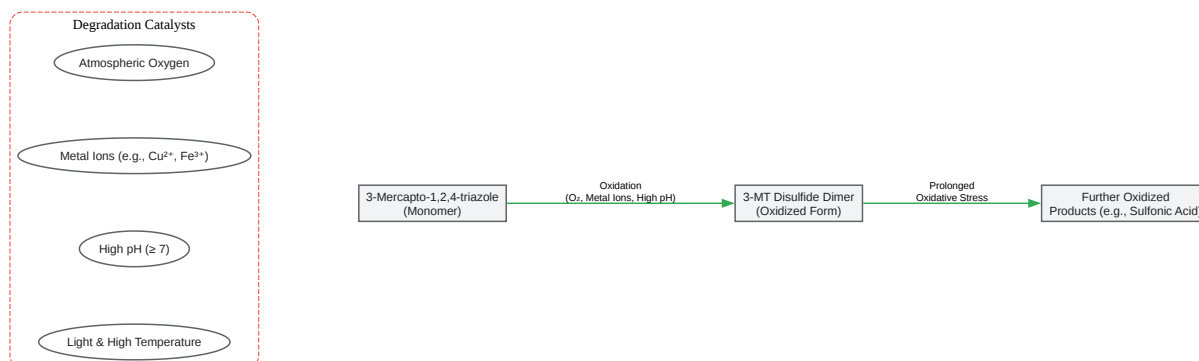 Degradation Catalysts
Atmospheric Oxygen
Metal Ions (e.g., Cu²⁺, Fe³⁺)
High pH (≥ 7)
Light & High Temperature
3-Mercapto-1,2,4-triazole
(Monomer)
Oxidation
(O₂, Metal Ions, High pH)
3-MT Disulfide Dimer
(Oxidized Form)
Prolonged
Oxidative Stress
Further Oxidized
Products (e.g., Sulfonic Acid)